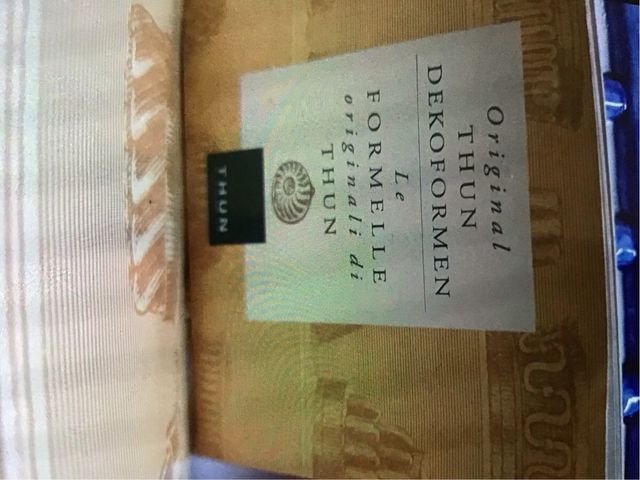 Original
THUN
DEKOFORMEN
Le
FORMELLE
originali di
THUN
THUN